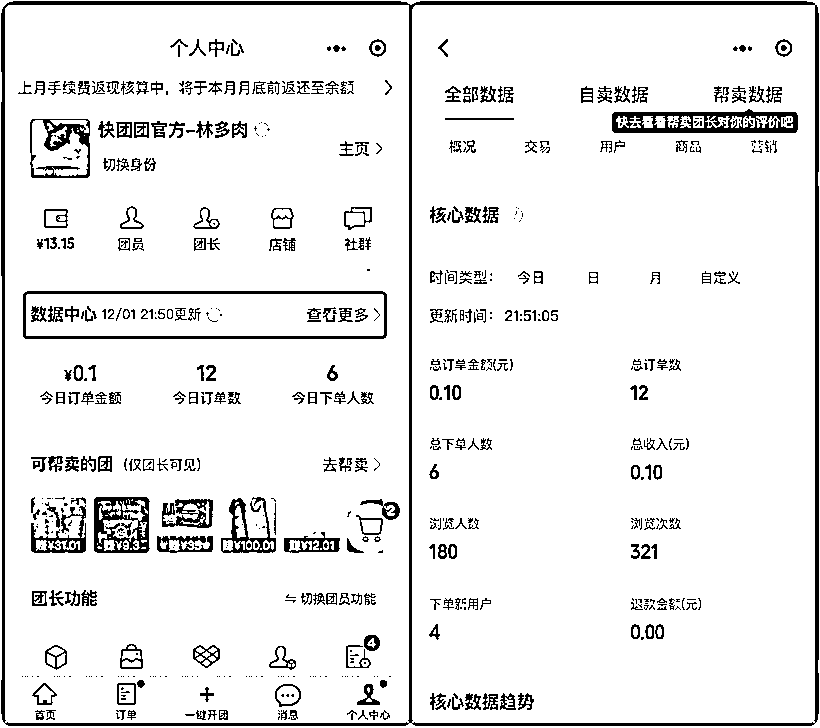 个人中心
上月手续费返现核算中，将于本月月底前返还至余额
快团团官方-林多肉
切换身份
主页
¥13.15
团员
团长
店铺
社群
数据中心 12/01 21:50更新
查看更多
¥0.1
12
6
今日订单金额
今日订单数
今日下单人数
可帮卖的团（仅团长可见）
去帮卖
赚¥31.01
赚¥9.3
赚¥39
赚¥100.01
赚¥12.01
2
团长功能
切换团员功能
4
首页
订单
一键开团
消息
个人中心
全部数据
自卖数据
帮卖数据
快去看看帮卖团长对你的评价吧
概况
交易
用户
商品
营销
核心数据
时间类型：
今日
日
月
自定义
更新时间： 21:51:05
总订单金额(元)
总订单数
0.10
12
总下单人数
总收入(元)
6
0.10
浏览人数
浏览次数
180
321
下单新用户
退款金额(元)
4
0.00
核心数据趋势